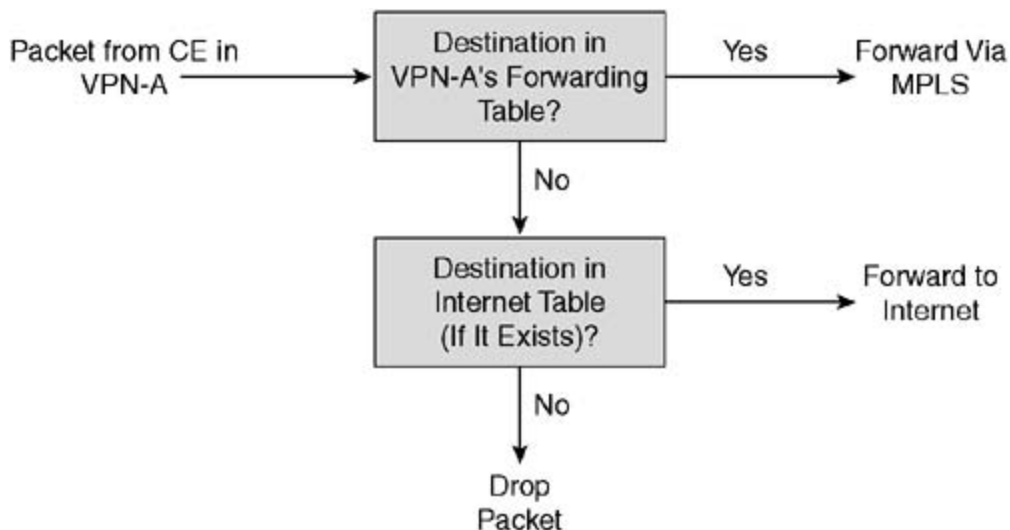 Packet from CE in
VPN-A
Destination in
VPN-A's Forwarding
Table?
Yes
Forward Via
MPLS
No
Destination in
Internet Table
(If It Exists)?
Yes
Forward to
Internet
No
Drop
Packet